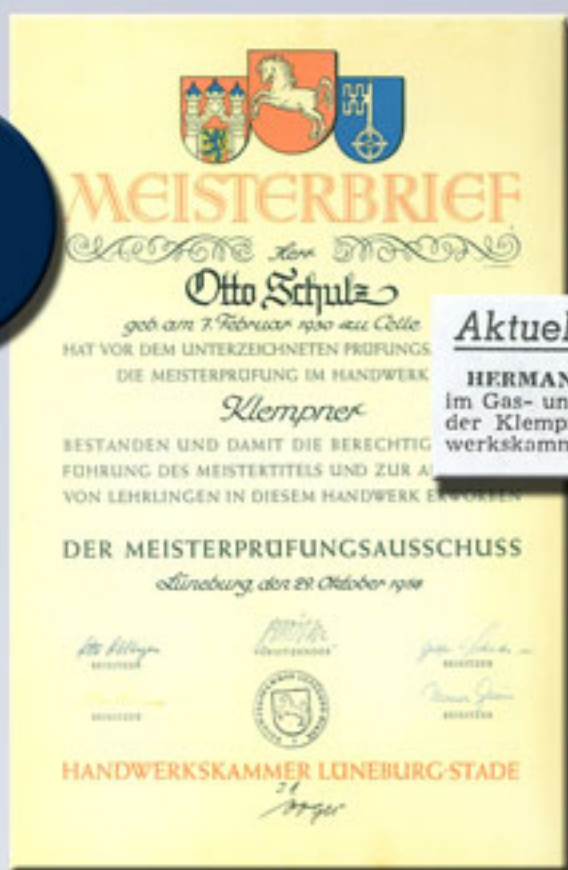 MEISTERBRIEF
Herr
Otto Schulz
geb. am 7. Februar 1930 zu Celle
HAT VOR DEM UNTERZEICHNETEN PRÜFUNGS
DIE MEISTERPRÜFUNG IM HANDWERK
Klempner
BESTANDEN UND DAMIT DIE BERECHTIG
FÜHRUNG DES MEISTERTITELS UND ZUR A
VON LEHRLINGEN IN DIESEM HANDWERK ERWORBEN
DER MEISTERPRÜFUNGSAUSSCHUSS
Lüneburg, den 29. Oktober
VORSITZENDER
BEISITZER
BEISITZER
BEISITZER
BEISITZER
HANDWERKSKAMMER LÜNEBURG-STADE
Aktuel
HERMAN
im Gas- un
der Klemp
werkskamm